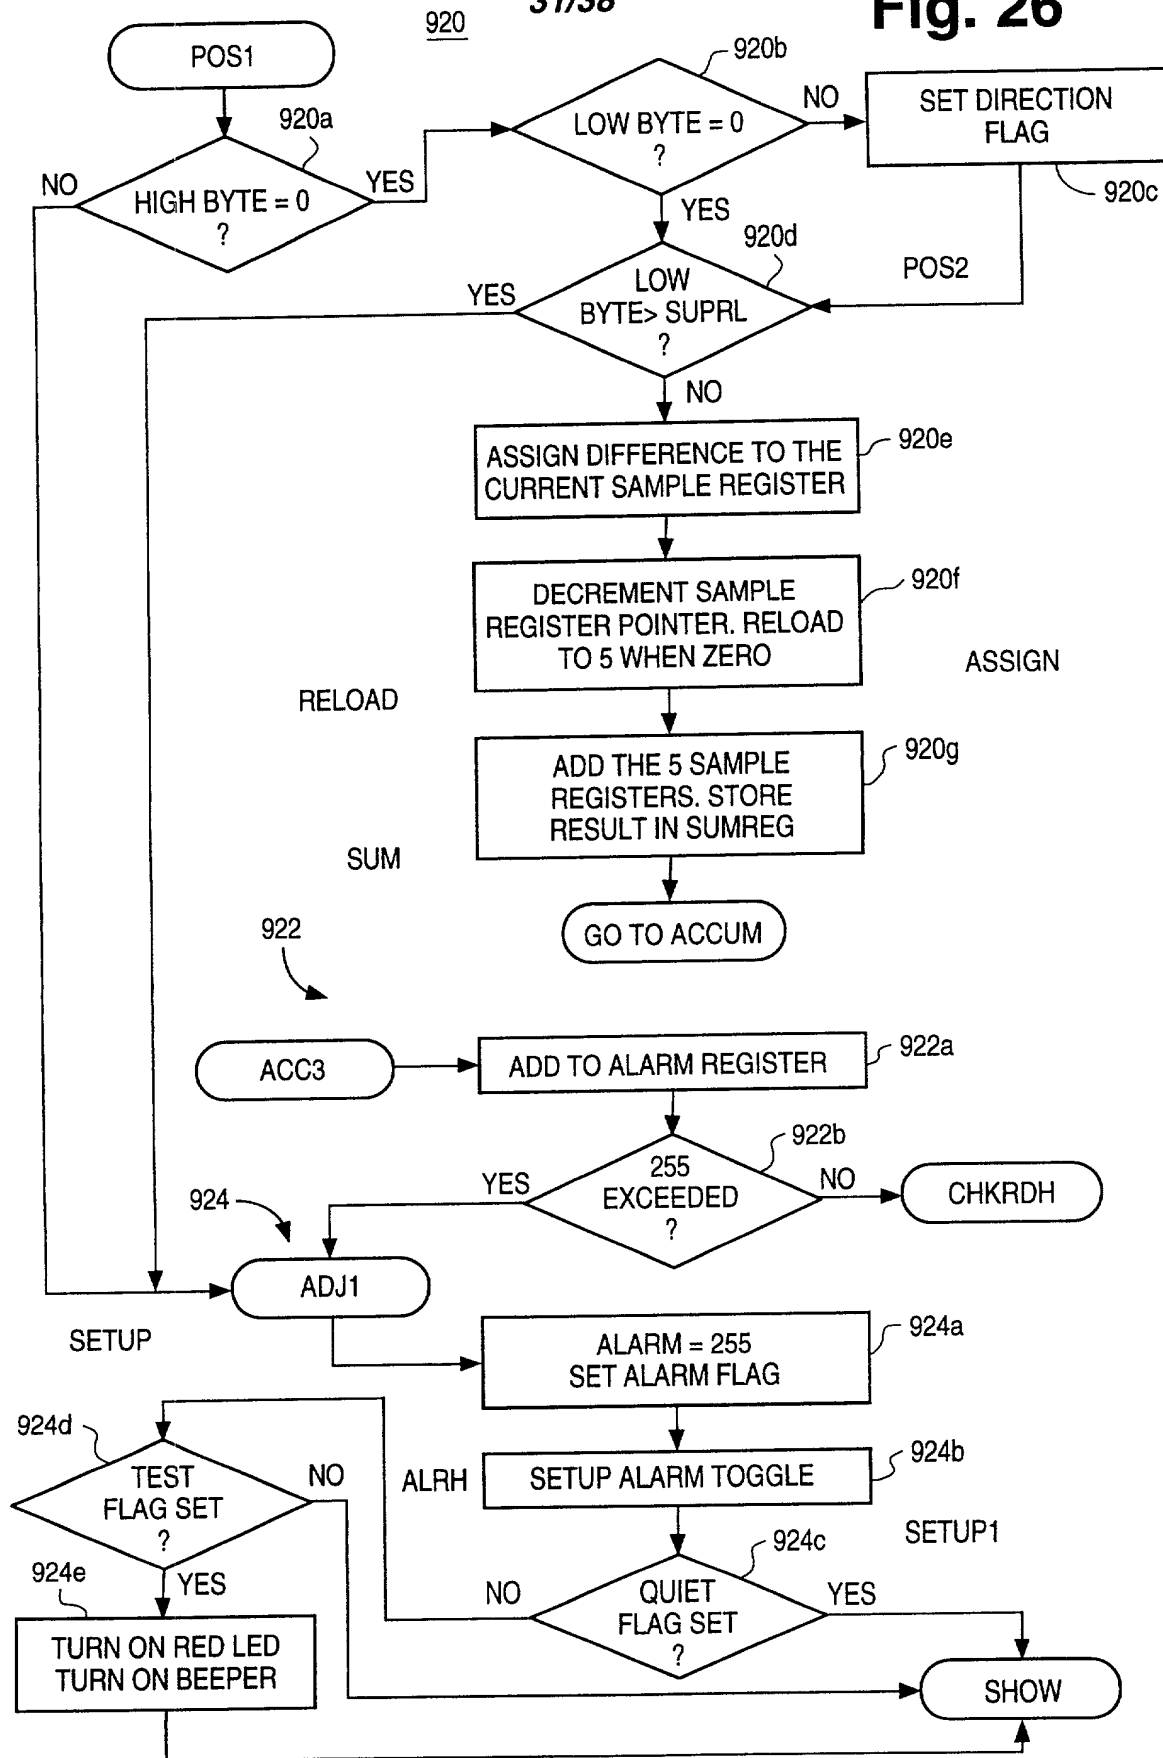 31/38
Fig. 26
920
POS1
920a
HIGH BYTE = 0
?
NO
YES
920b
LOW BYTE = 0
?
NO
YES
SET DIRECTION
FLAG
920c
POS2
920d
LOW
BYTE> SUPRL
?
YES
NO
ASSIGN DIFFERENCE TO THE
CURRENT SAMPLE REGISTER
920e
DECREMENT SAMPLE
REGISTER POINTER. RELOAD
TO 5 WHEN ZERO
920f
ASSIGN
RELOAD
ADD THE 5 SAMPLE
REGISTERS. STORE
RESULT IN SUMREG
920g
SUM
GO TO ACCUM
922
ACC3
ADD TO ALARM REGISTER
922a
922b
255
EXCEEDED
?
YES
NO
CHKRDH
924
ADJ1
SETUP
ALARM = 255
SET ALARM FLAG
924a
SETUP ALARM TOGGLE
924b
ALRH
SETUP1
924c
QUIET
FLAG SET
?
NO
YES
924d
TEST
FLAG SET
?
NO
YES
924e
TURN ON RED LED
TURN ON BEEPER
SHOW